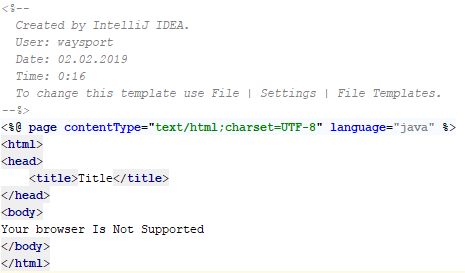 <%--
  Created by IntelliJ IDEA.
  User: waysport
  Date: 02.02.2019
  Time: 0:16
  To change this template use File | Settings | File Templates.
--%>
<%@ page contentType="text/html;charset=UTF-8" language="java" %>
<html>
<head>
    <title>Title</title>
</head>
<body>
Your browser Is Not Supported
</body>
</html>